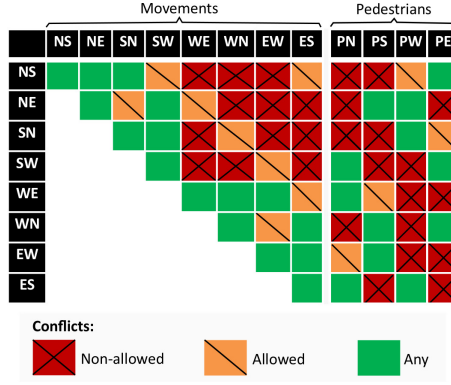 Movements Pedestrians
NS NE SN SW WE WN EW ES PN PS PW PE
NS
NE
SN
SW
WE
WN
EW
ES
Conflicts:
Non-allowed Allowed Any